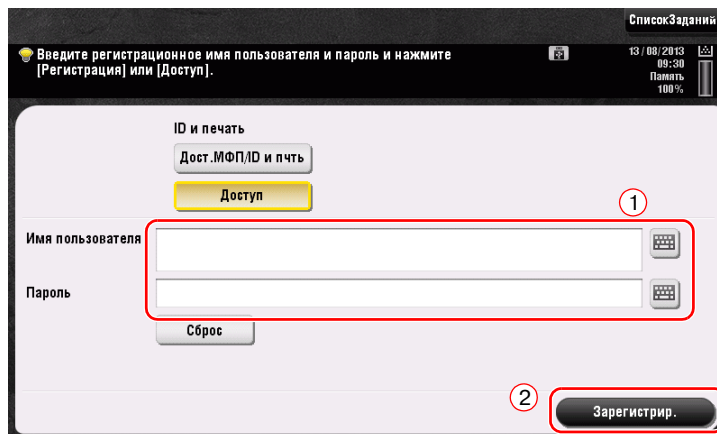 СписокЗаданий
Введите регистрационное имя пользователя и пароль и нажмите
[Регистрация] или [Доступ].
13/08/2013
09:30
Память
100%
ID и печать
Дост.МФП/ID и пчть
Доступ
1
Имя пользователя
Пароль
Сброс
2
Зарегистрир.